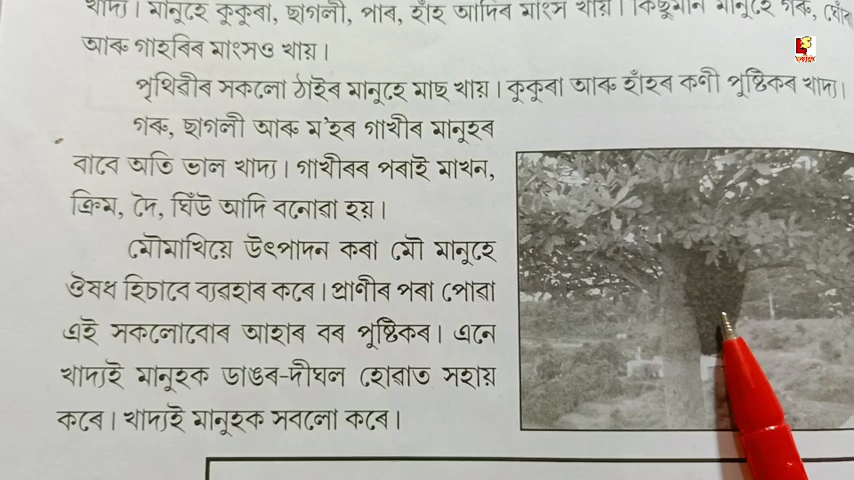 খাদ্য। মানুহে কুকুৰা, ছাগলী, পাৰ, হাঁহ আদিৰ মাংস খায়। কিছুমান মানুহে গৰু, ঘোঁৰা
আৰু গাহৰিৰ মাংসও খায়।
পৃথিৱীৰ সকলো ঠাইৰ মানুহে মাছ খায়। কুকুৰা আৰু হাঁহৰ কণী পুষ্টিকৰ খাদ্য।
গৰু, ছাগলী আৰু ম'হৰ গাখীৰ মানুহৰ
বাবে অতি ভাল খাদ্য। গাখীৰৰ পৰাই মাখন,
ক্ৰিম, দৈ, ঘিঁউ আদি বনোৱা হয়।
মৌমাখিয়ে উৎপাদন কৰা মৌ মানুহে
ঔষধ হিচাবে ব্যৱহাৰ কৰে। প্ৰাণীৰ পৰা পোৱা
এই সকলোবোৰ আহাৰ বৰ পুষ্টিকৰ। এনে
খাদ্যই মানুহক ডাঙৰ-দীঘল হোৱাত সহায়
কৰে। খাদ্যই মানুহক সবলো কৰে।